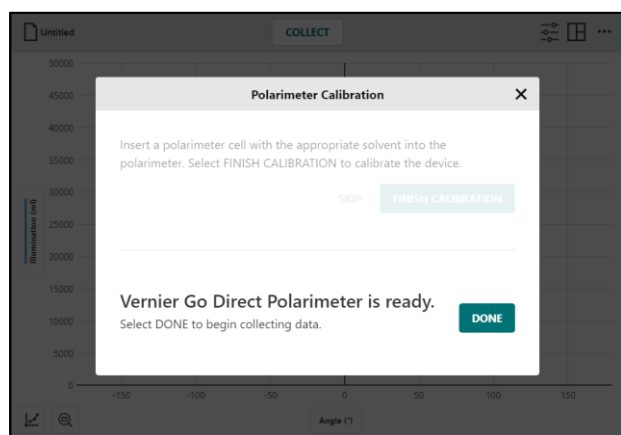 Untitled
COLLECT
50000
45000
40000
35000
30000
25000
20000
15000
10000
5000
0
Illumination (rel)
Polarimeter Calibration
Insert a polarimeter cell with the appropriate solvent into the
polarimeter. Select FINISH CALIBRATION to calibrate the device.
SKIP
FINISH CALIBRATION
Vernier Go Direct Polarimeter is ready.
Select DONE to begin collecting data.
DONE
-150
-100
-50
0
50
100
150
Angle (°)